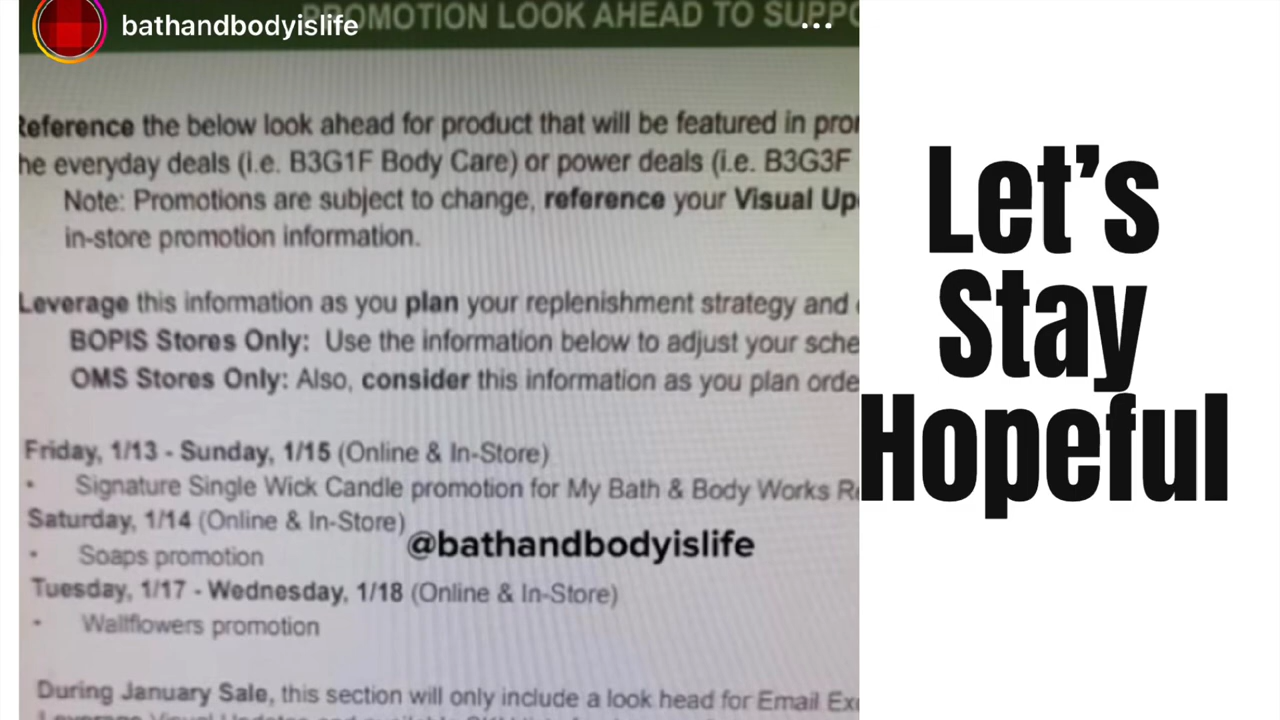 bathandbodyislife
PROMOTION LOOK AHEAD TO SUPPO
...
Reference the below look ahead for product that will be featured in pro
he everyday deals (i.e. B3G1F Body Care) or power deals (i.e. B3G3F
Note: Promotions are subject to change, reference your Visual Up
in-store promotion information.
Leverage this information as you plan your replenishment strategy and
BOPIS Stores Only: Use the information below to adjust your sche
OMS Stores Only: Also, consider this information as you plan orde
Friday, 1/13 - Sunday, 1/15 (Online & In-Store)
• Signature Single Wick Candle promotion for My Bath & Body Works R
Saturday, 1/14 (Online & In-Store)
@bathandbodyislife
• Soaps promotion
Tuesday, 1/17 - Wednesday, 1/18 (Online & In-Store)
• Wallflowers promotion
During January Sale, this section will only include a look head for Email Ex
Let's
Stay
Hopeful